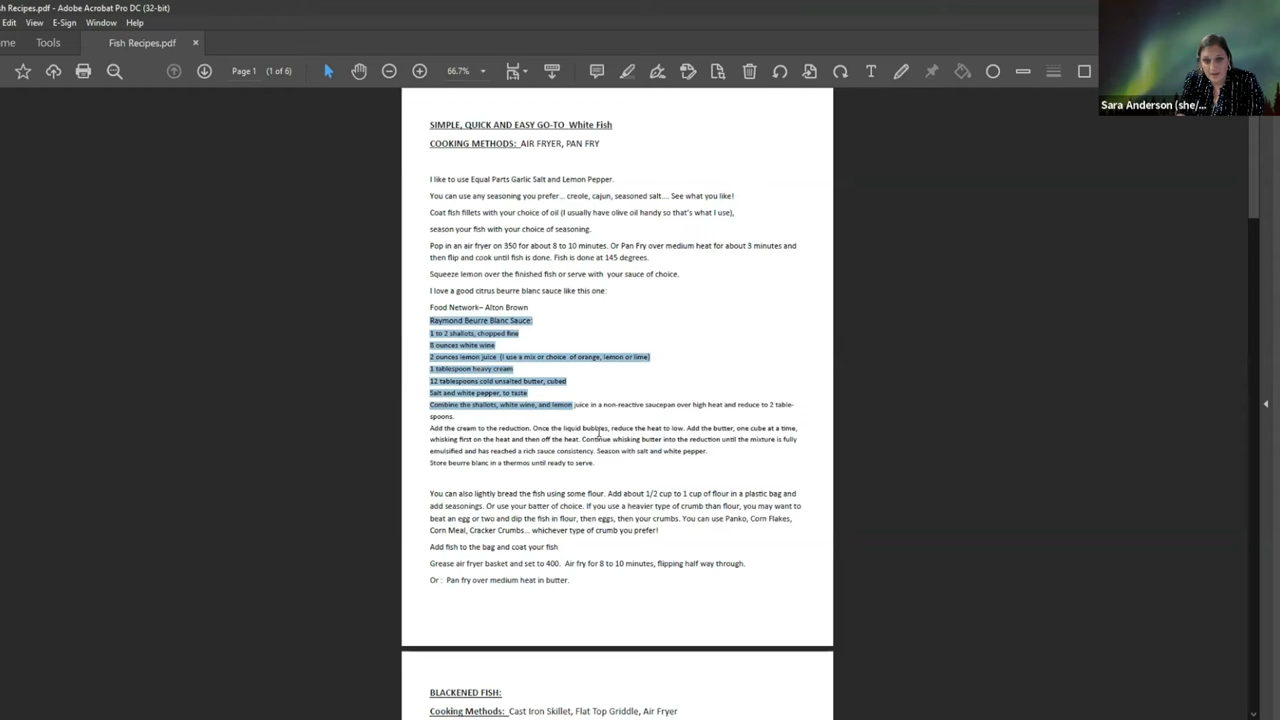 sh Recipes.pdf - Adobe Acrobat Pro DC (32-bit)
Edit View E-Sign Window Help
ome Tools Fish Recipes.pdf ×
Page 1 (1 of 6) 66.7%
Sara Anderson (she/...
SIMPLE, QUICK AND EASY GO-TO White Fish
COOKING METHODS: AIR FRYER, PAN FRY
I like to use Equal Parts Garlic Salt and Lemon Pepper.
You can use any seasoning you prefer... creole, cajun, seasoned salt.... See what you like!
Coat fish fillets with your choice of oil (I usually have olive oil handy so that's what I use),
season your fish with your choice of seasoning.
Pop in an air fryer on 350 for about 8 to 10 minutes. Or Pan Fry over medium heat for about 3 minutes and
then flip and cook until fish is done. Fish is done at 145 degrees.
Squeeze lemon over the finished fish or serve with your sauce of choice.
I love a good citrus beurre blanc sauce like this one:
Food Network– Alton Brown
Raymond Beurre Blanc Sauce:
1 to 2 shallots, chopped fine
8 ounces white wine
2 ounces lemon juice (I use a mix or choice of orange, lemon or lime)
1 tablespoon heavy cream
12 tablespoons cold unsalted butter, cubed
Salt and white pepper, to taste
Combine the shallots, white wine, and lemon juice in a non-reactive saucepan over high heat and reduce to 2 table-
spoons.
Add the cream to the reduction. Once the liquid bubbles, reduce the heat to low. Add the butter, one cube at a time,
whisking first on the heat and then off the heat. Continue whisking butter into the reduction until the mixture is fully
emulsified and has reached a rich sauce consistency. Season with salt and white pepper.
Store beurre blanc in a thermos until ready to serve.
You can also lightly bread the fish using some flour. Add about 1/2 cup to 1 cup of flour in a plastic bag and
add seasonings. Or use your batter of choice. If you use a heavier type of crumb than flour, you may want to
beat an egg or two and dip the fish in flour, then eggs, then your crumbs. You can use Panko, Corn Flakes,
Corn Meal, Cracker Crumbs... whichever type of crumb you prefer!
Add fish to the bag and coat your fish
Grease air fryer basket and set to 400. Air fry for 8 to 10 minutes, flipping half way through.
Or : Pan fry over medium heat in butter.
BLACKENED FISH:
Cooking Methods: Cast Iron Skillet, Flat Top Griddle, Air Fryer